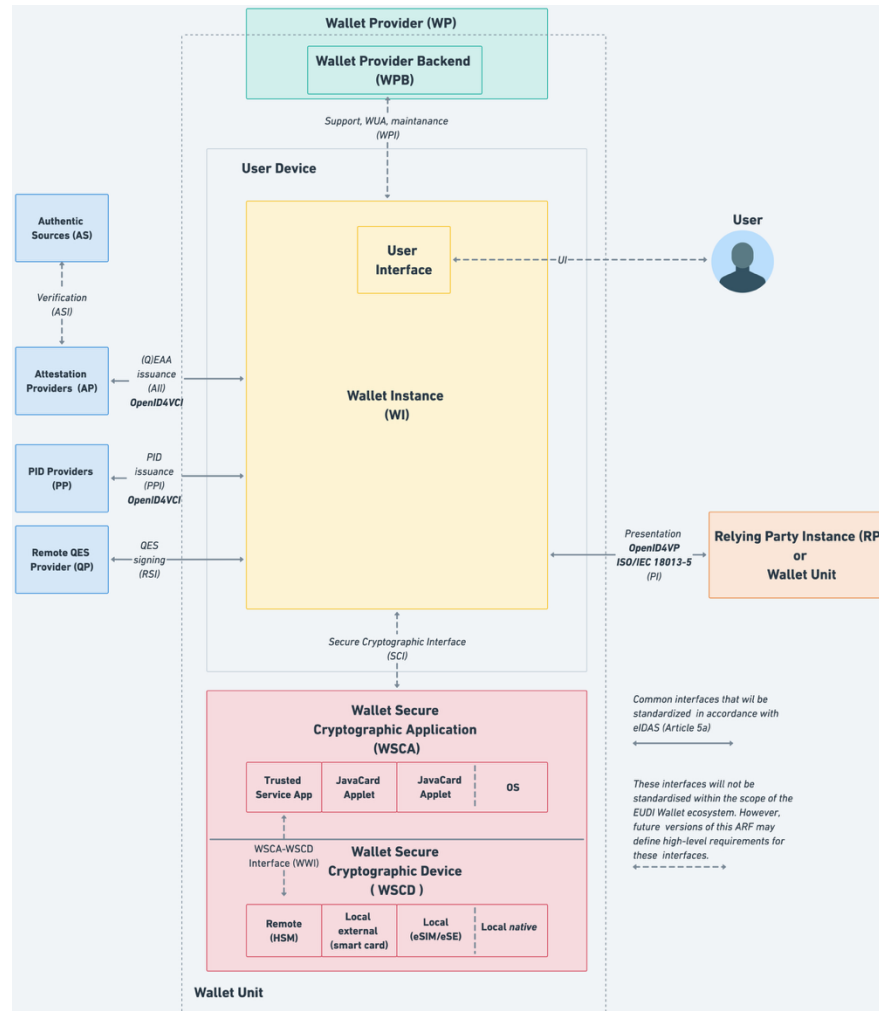 Wallet Provider (WP)
Wallet Provider Backend
(WPB)
Support, WUA, maintanance
(WPI)
User Device
Authentic
Sources (AS)
User
User
Interface
UI
Verification
(ASI)
Attestation
Providers (AP)
(Q)EAA
issuance
(AII)
OpenID4VCI
Wallet Instance
(WI)
PID Providers
(PP)
PID
issuance
(PPI)
OpenID4VCI
Remote QES
Provider (QP)
QES
signing
(RSI)
Presentation
OpenID4VP
ISO/IEC 18013-5
(PI)
Relying Party Instance (RP
or
Wallet Unit
Secure Cryptographic Interface
(SCI)
Wallet Secure
Cryptographic Application
(WSCA)
Trusted
Service App
JavaCard
Applet
JavaCard
Applet
OS
Common interfaces that wil be
standardized in accordance with
eIDAS (Article 5a)
These interfaces will not be
standardised within the scope of the
EUDI Wallet ecosystem. However,
future versions of this ARF may
define high-level requirements for
these interfaces.
WSCA-WSCD
Interface (WWI)
Wallet Secure
Cryptographic Device
( WSCD )
Remote
(HSM)
Local
external
(smart card)
Local
(eSIM/eSE)
Local native
Wallet Unit